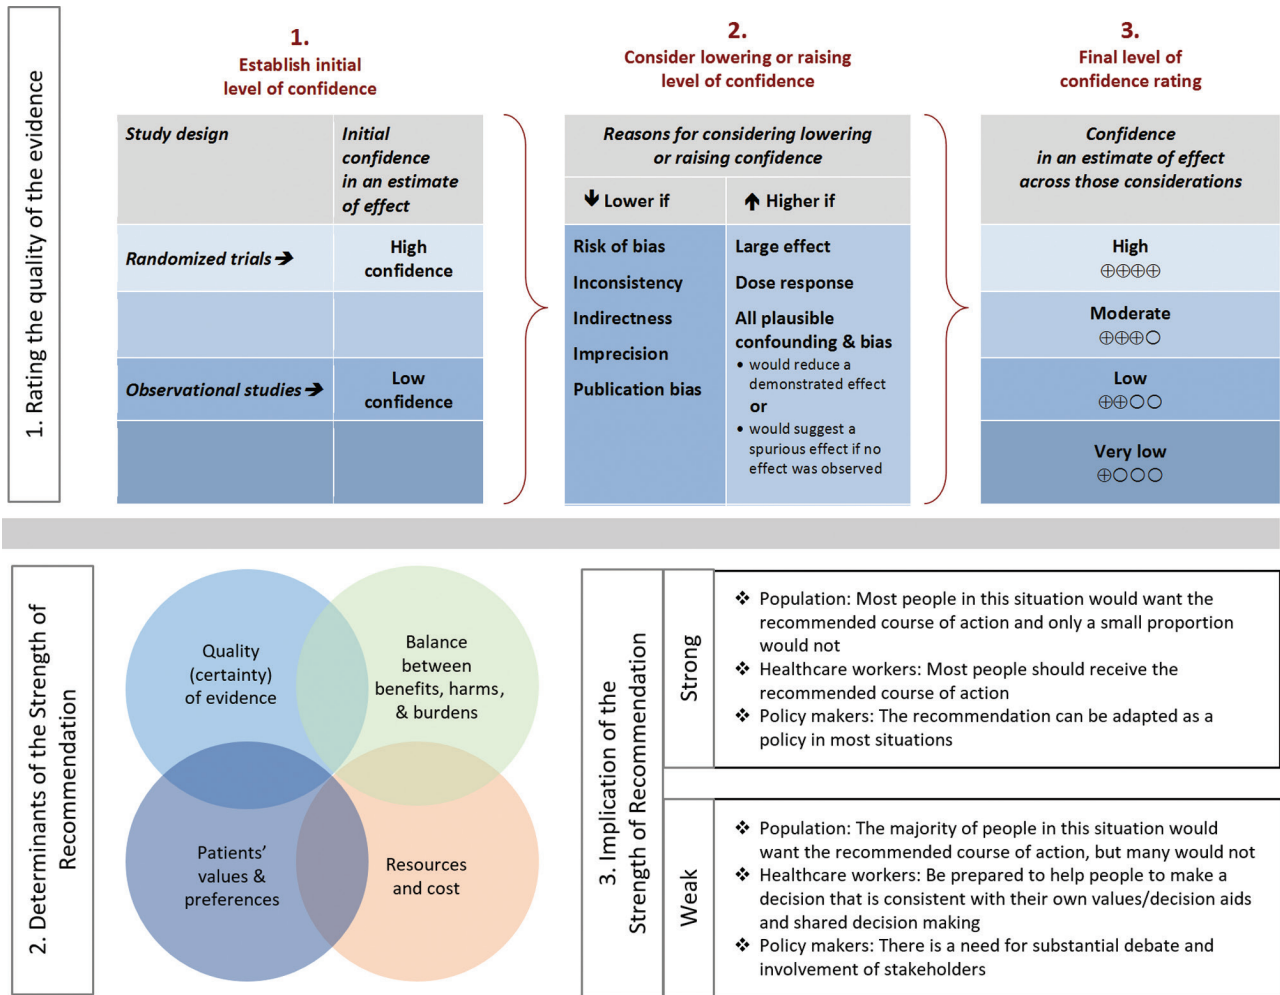 1. Rating the quality of the evidence
1.
Establish initial
level of confidence
2.
Consider lowering or raising
level of confidence
3.
Final level of
confidence rating
Study design
Initial
confidence
in an estimate
of effect
Randomized trials ➔
High
confidence
Observational studies ➔
Low
confidence
Reasons for considering lowering
or raising confidence
🡇 Lower if
🡅 Higher if
Risk of bias
Inconsistency
Indirectness
Imprecision
Publication bias
Large effect
Dose response
All plausible
confounding & bias
• would reduce a
demonstrated effect
or
• would suggest a
spurious effect if no
effect was observed
Confidence
in an estimate of effect
across those considerations
High
⊕⊕⊕⊕
Moderate
⊕⊕⊕○
Low
⊕⊕○○
Very low
⊕○○○
2. Determinants of the Strength of
Recommendation
Quality
(certainty)
of evidence
Balance
between
benefits, harms,
& burdens
Patients’
values &
preferences
Resources
and cost
3. Implication of the
Strength of Recommendation
Strong
❖ Population: Most people in this situation would want the
recommended course of action and only a small proportion
would not
❖ Healthcare workers: Most people should receive the
recommended course of action
❖ Policy makers: The recommendation can be adapted as a
policy in most situations
Weak
❖ Population: The majority of people in this situation would
want the recommended course of action, but many would not
❖ Healthcare workers: Be prepared to help people to make a
decision that is consistent with their own values/decision aids
and shared decision making
❖ Policy makers: There is a need for substantial debate and
involvement of stakeholders